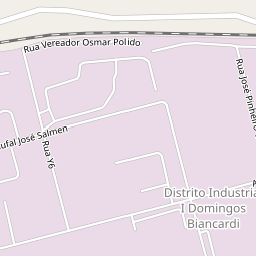 Rua Vereador Osmar Polido
Rua José Pinheiro
ufal José Salmen
Rua Y6
Distrito Industria
I Domingos
Biancardi